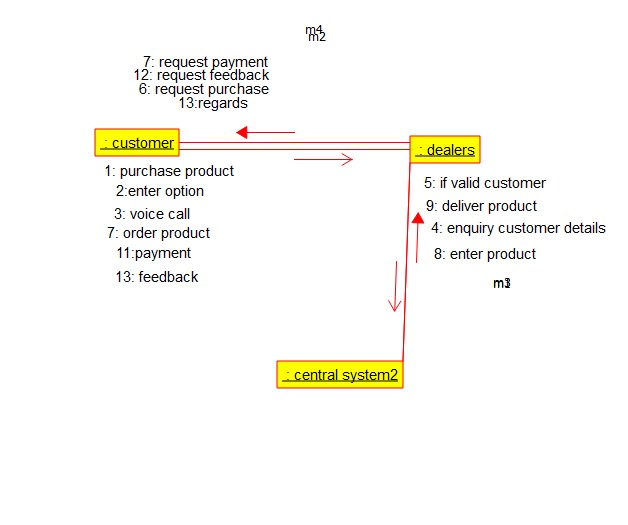 m4
m2
7: request payment
12: request feedback
6: request purchase
13:regards
: customer
: dealers
1: purchase product
2:enter option
3: voice call
7: order product
11:payment
13: feedback
5: if valid customer
9: deliver product
4: enquiry customer details
8: enter product
: central system2